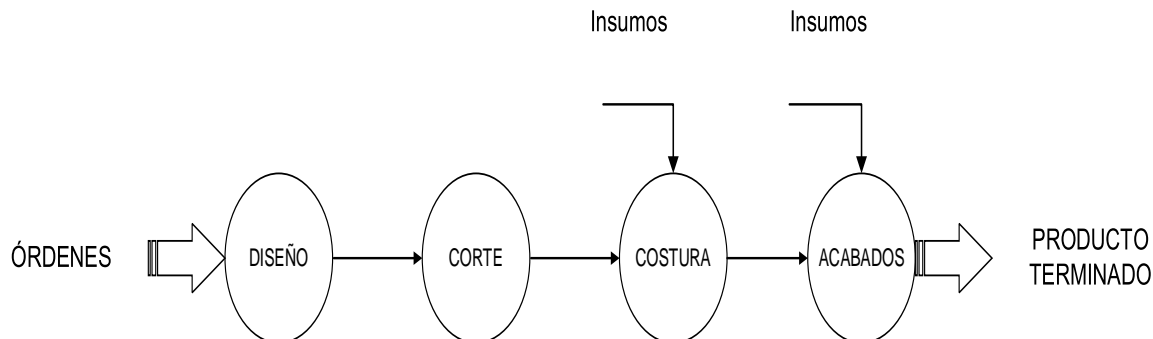 Insumos
Insumos
ÓRDENES
DISEÑO
CORTE
COSTURA
ACABADOS
PRODUCTO
TERMINADO